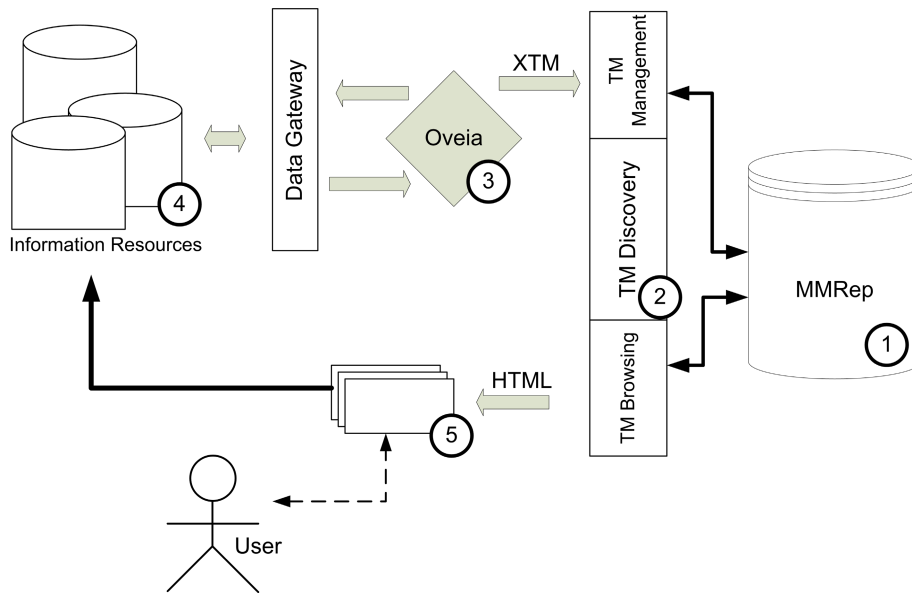 XTM
TM
Management
Data Gateway
Oveia
3
4
Information Resources
TM Discovery
2
MMRep
1
HTML
TM Browsing
5
User